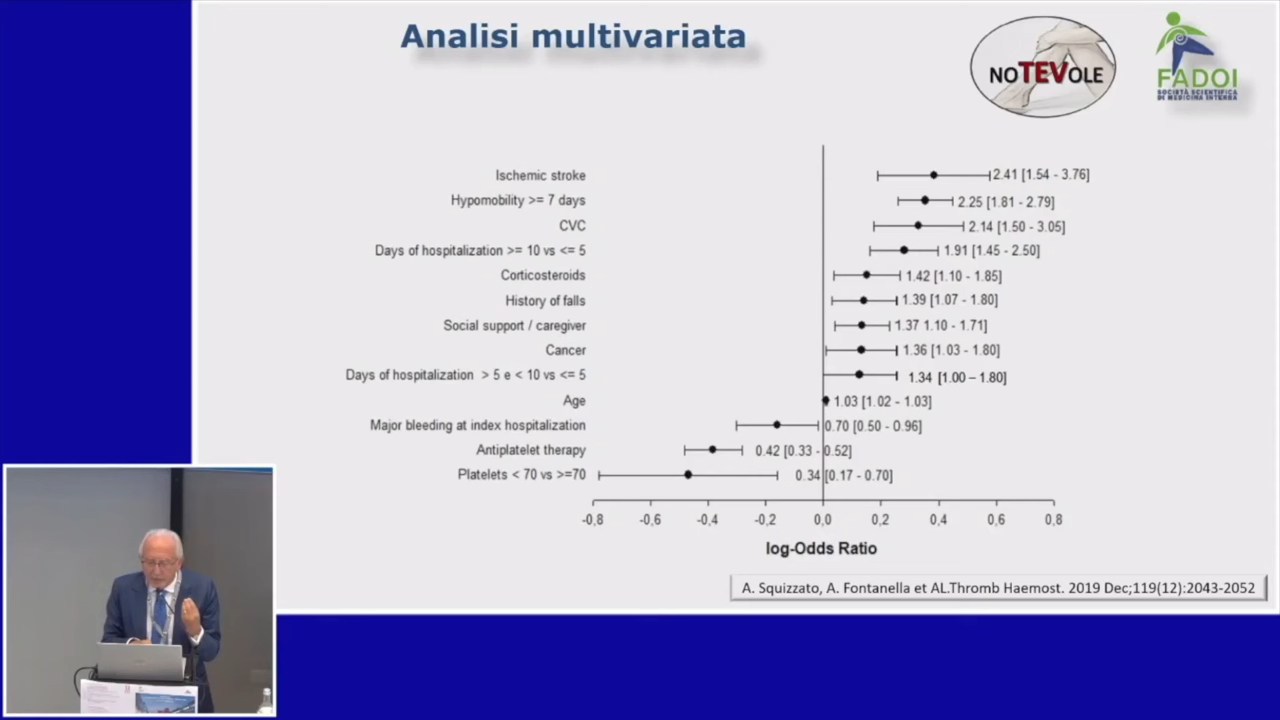 Analisi multivariata
NOTEVOLE
FADOI
SOCIETÀ SCIENTIFICA
DI MEDICINA INTERNA
Ischemic stroke 2.41 [1.54 - 3.76]
Hypomobility >= 7 days 2.25 [1.81 - 2.79]
CVC 2.14 [1.50 - 3.05]
Days of hospitalization >= 10 vs <= 5 1.91 [1.45 - 2.50]
Corticosteroids 1.42 [1.10 - 1.85]
History of falls 1.39 [1.07 - 1.80]
Social support / caregiver 1.37 1.10 - 1.71]
Cancer 1.36 [1.03 - 1.80]
Days of hospitalization > 5 e < 10 vs <= 5 1.34 [1.00 – 1.80]
Age 1.03 [1.02 - 1.03]
Major bleeding at index hospitalization 0.70 [0.50 - 0.96]
Antiplatelet therapy 0.42 [0.33 - 0.52]
Platelets < 70 vs >=70 0.34 [0.17 - 0.70]
-0,8 -0,6 -0,4 -0,2 0,0 0,2 0,4 0,6 0,8
log-Odds Ratio
A. Squizzato, A. Fontanella et AL.Thromb Haemost. 2019 Dec;119(12):2043-2052